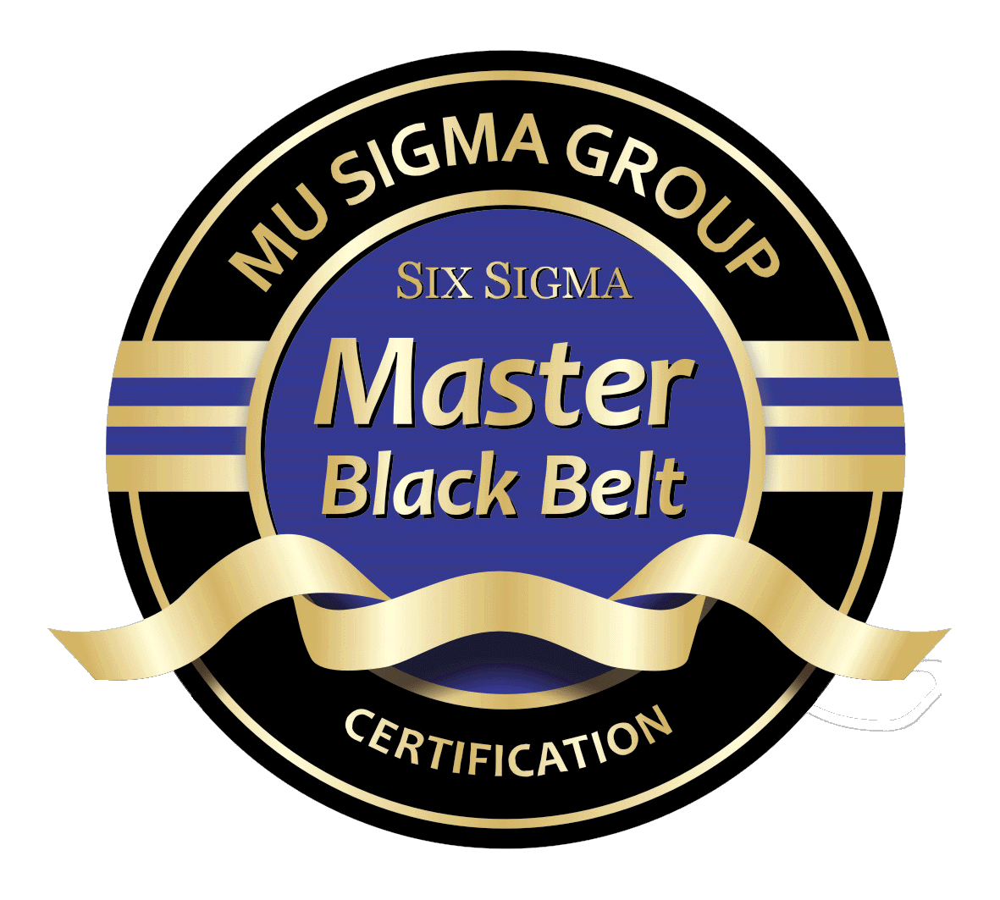 MU SIGMA GROUP
SIX SIGMA
Master
Black Belt
CERTIFICATION